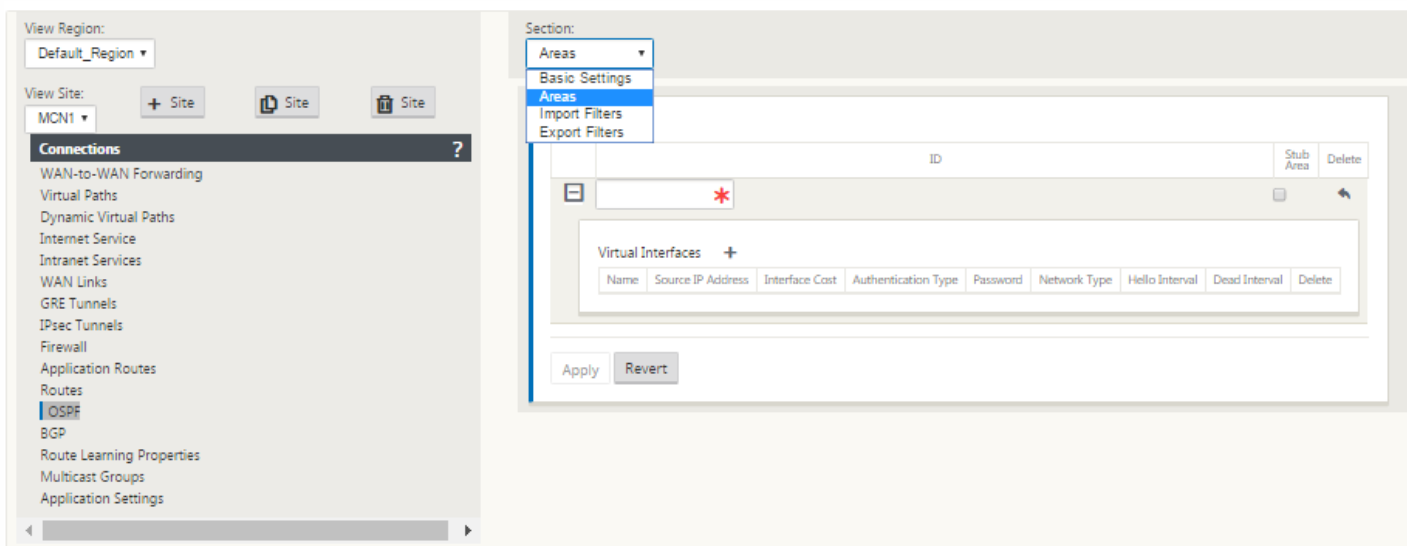 View Region:
Default_Region
View Site:
MCN1
+ Site
Site
Site
Connections ?
WAN-to-WAN Forwarding
Virtual Paths
Dynamic Virtual Paths
Internet Service
Intranet Services
WAN Links
GRE Tunnels
IPsec Tunnels
Firewall
Application Routes
Routes
OSPF
BGP
Route Learning Properties
Multicast Groups
Application Settings
Section:
Areas
Basic Settings
Areas
Import Filters
Export Filters
ID Stub Area Delete
Virtual Interfaces +
Name Source IP Address Interface Cost Authentication Type Password Network Type Hello Interval Dead Interval Delete
Apply Revert